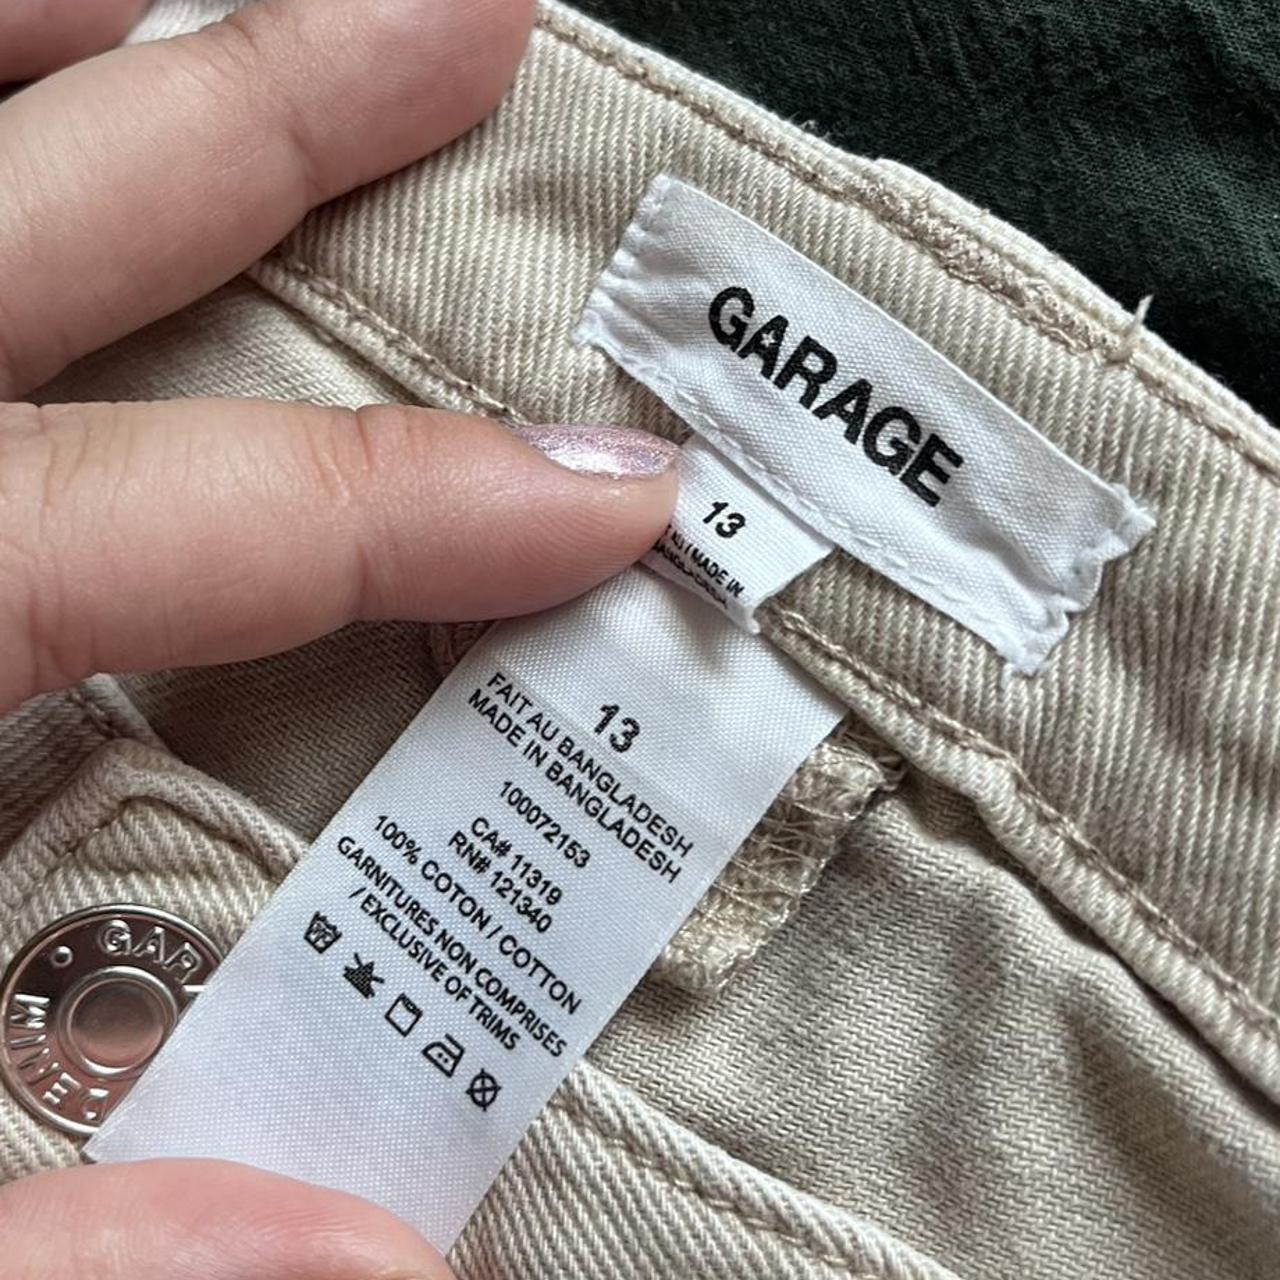 GARAGE
13
MADE IN
13
FAIT AU BANGLADESH
MADE IN BANGLADESH
100072153
CA# 11319
RN# 121340
100% COTON / COTTON
GARNITURES NON COMPRISES
/ EXCLUSIVE OF TRIMS
GAR
DENIM